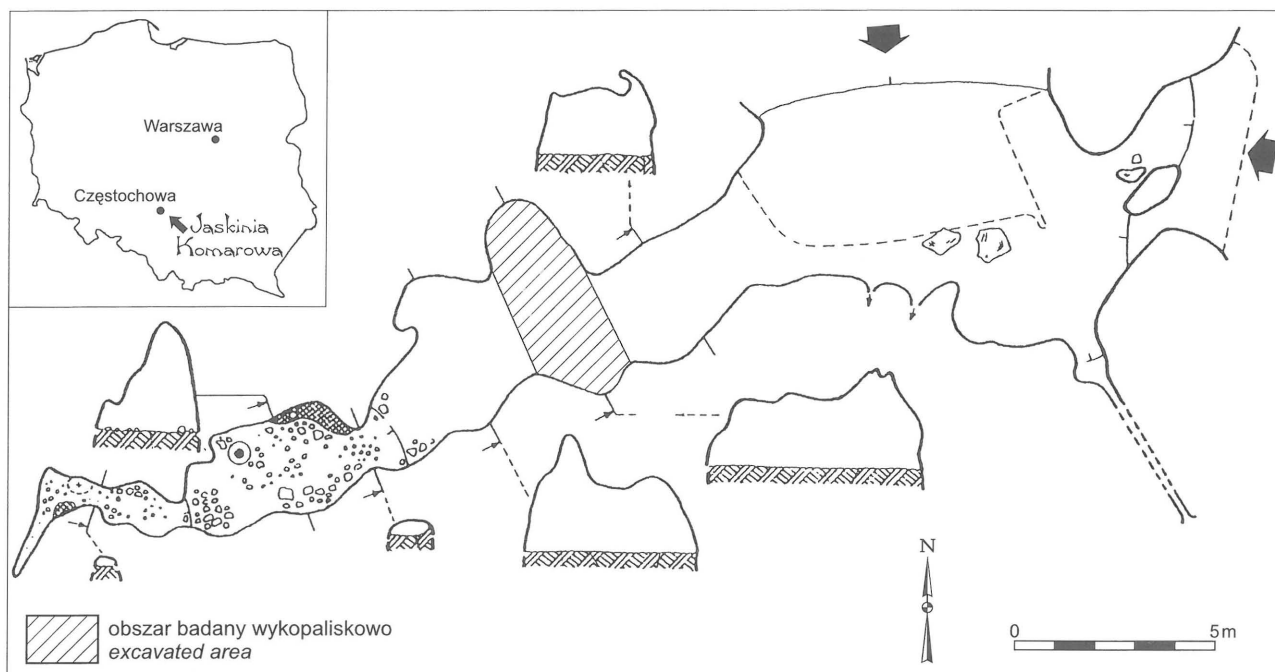 Warszawa
Częstochowa
Jaskinia
Komarowa
N
obszar badany wykopaliskowo
excavated area
0 5m